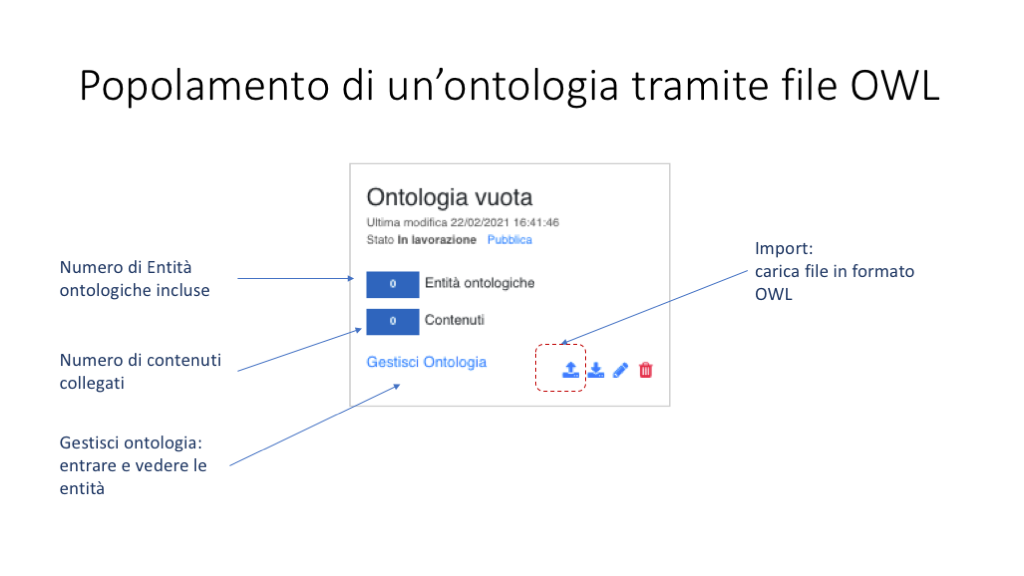 Popolamento di un’ontologia tramite file OWL
Ontologia vuota
Ultima modifica 22/02/2021 16:41:46
Stato In lavorazione Pubblica
0 Entità ontologiche
0 Contenuti
Gestisci Ontologia
Numero di Entità
ontologiche incluse
Numero di contenuti
collegati
Gestisci ontologia:
entrare e vedere le
entità
Import:
carica file in formato
OWL